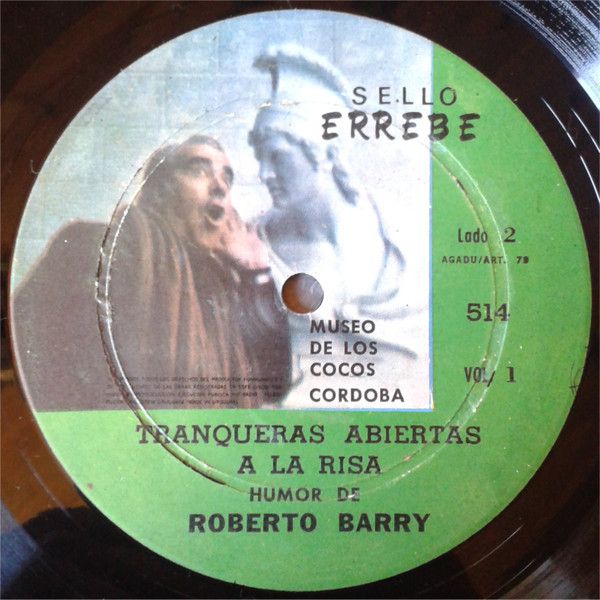 SELLO
ERREBE
Lado 2
AGADU/ART. 79
514
VOL/ 1
MUSEO
DE LOS
COCOS
CORDOBA
TRANQUERAS ABIERTAS
A LA RISA
HUMOR DE
ROBERTO BARRY